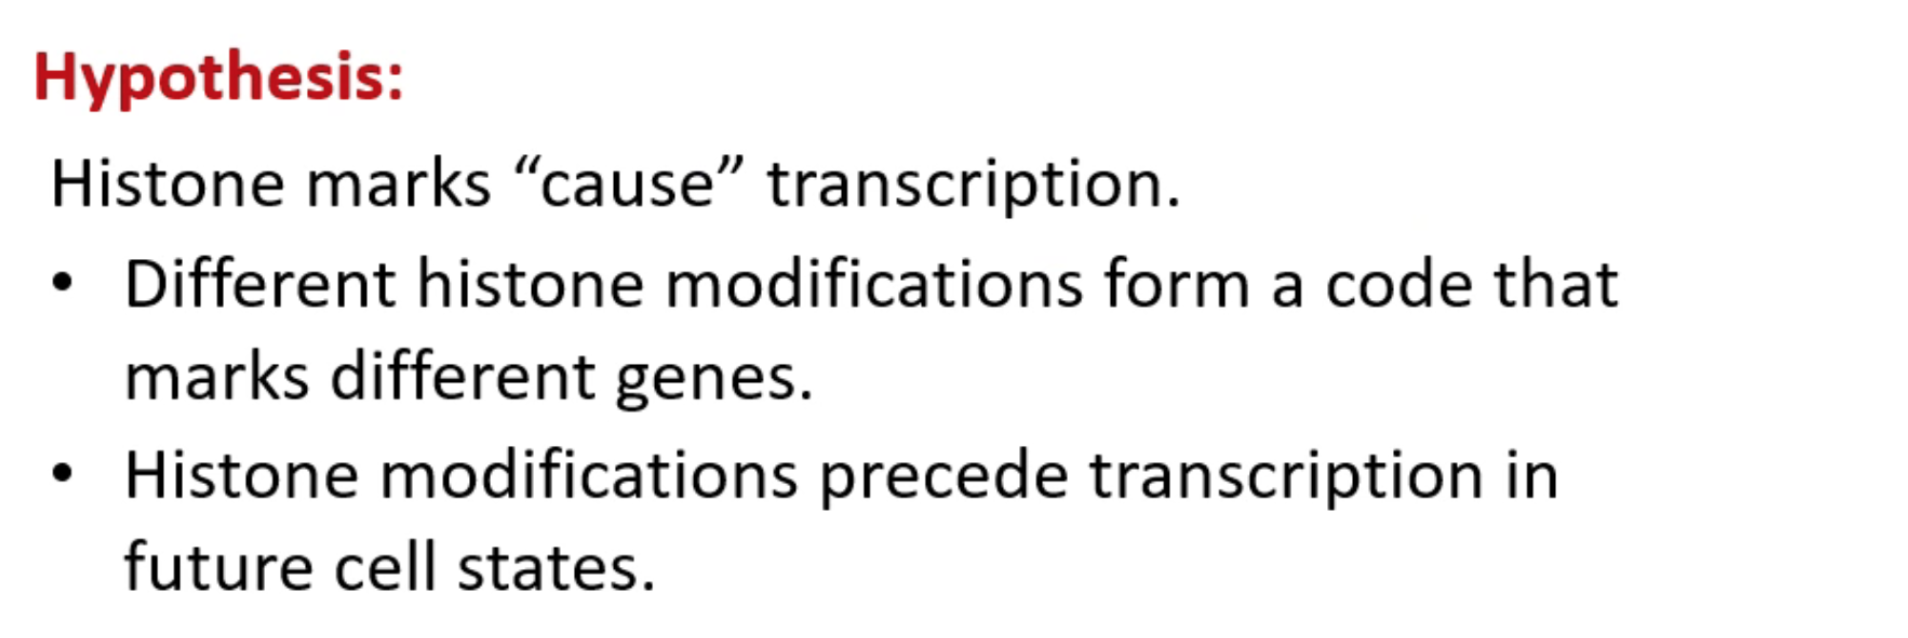 Hypothesis:
Histone marks “cause” transcription.
• Different histone modifications form a code that
marks different genes.
• Histone modifications precede transcription in
future cell states.